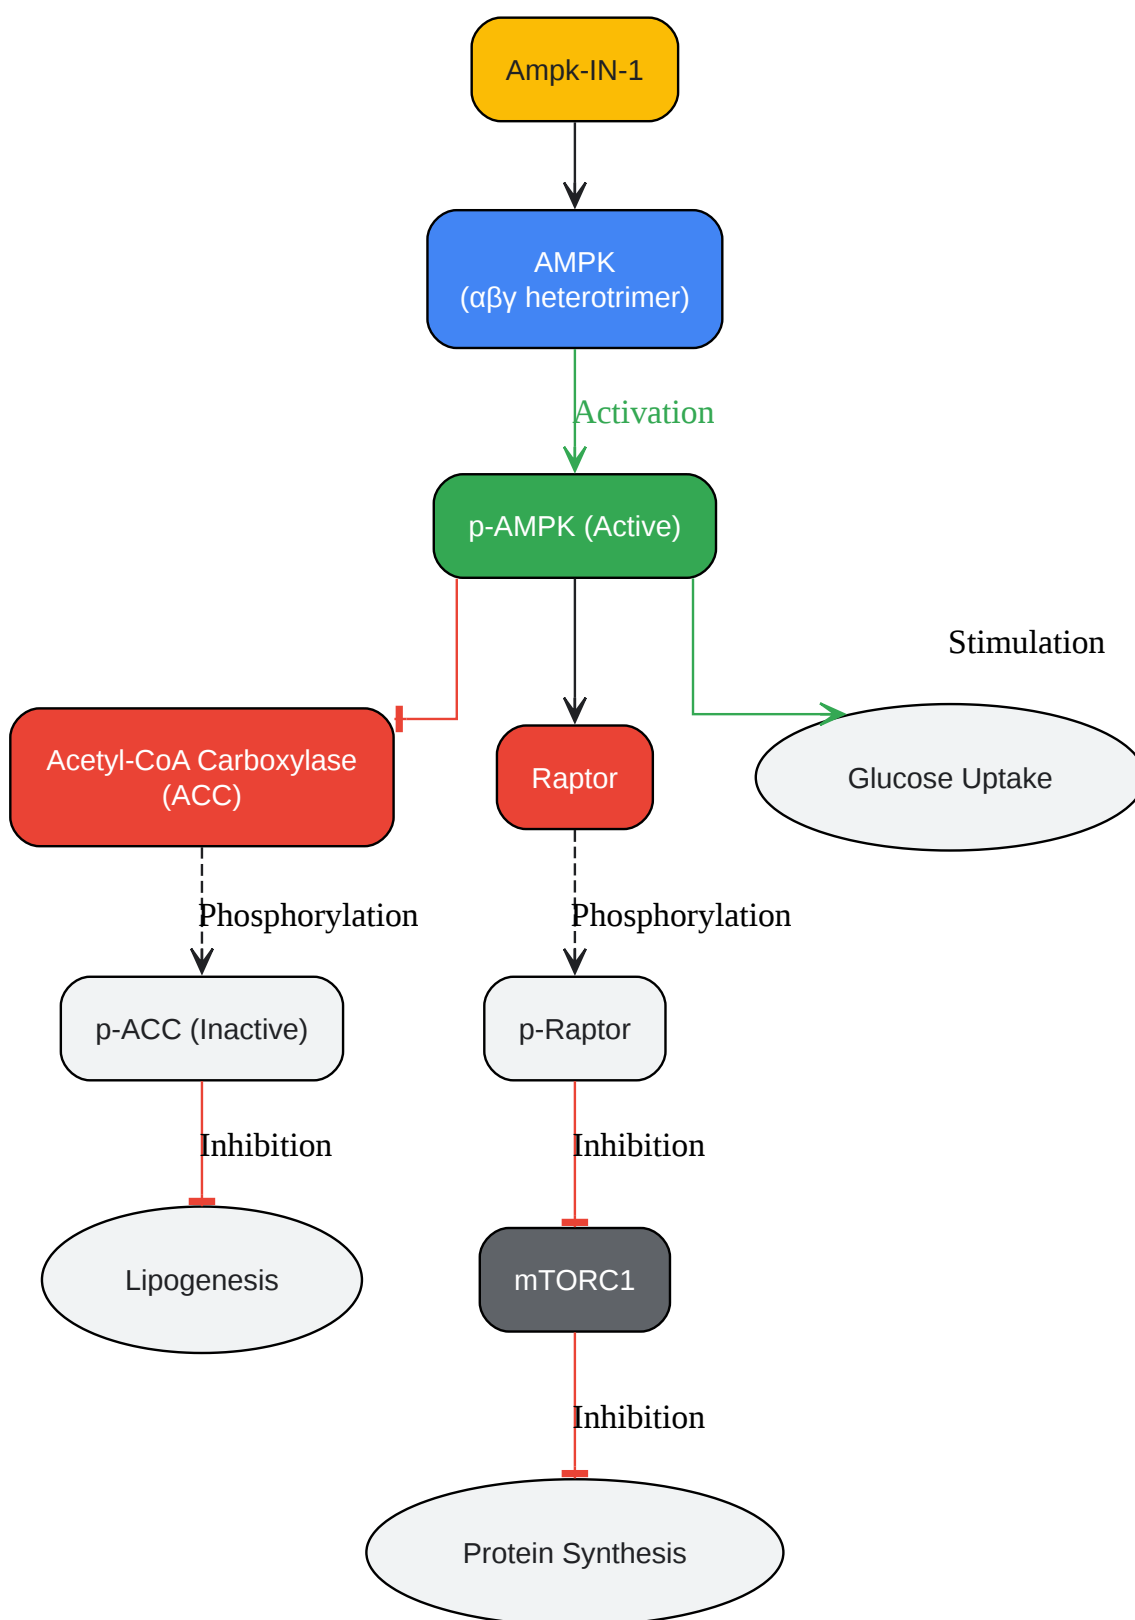 Ampk-IN-1
AMPK
(αβγ heterotrimer)
Activation
p-AMPK (Active)
Stimulation
Acetyl-CoA Carboxylase
(ACC)
Raptor
Glucose Uptake
Phosphorylation
Phosphorylation
p-ACC (Inactive)
p-Raptor
Inhibition
Inhibition
Lipogenesis
mTORC1
Inhibition
Protein Synthesis